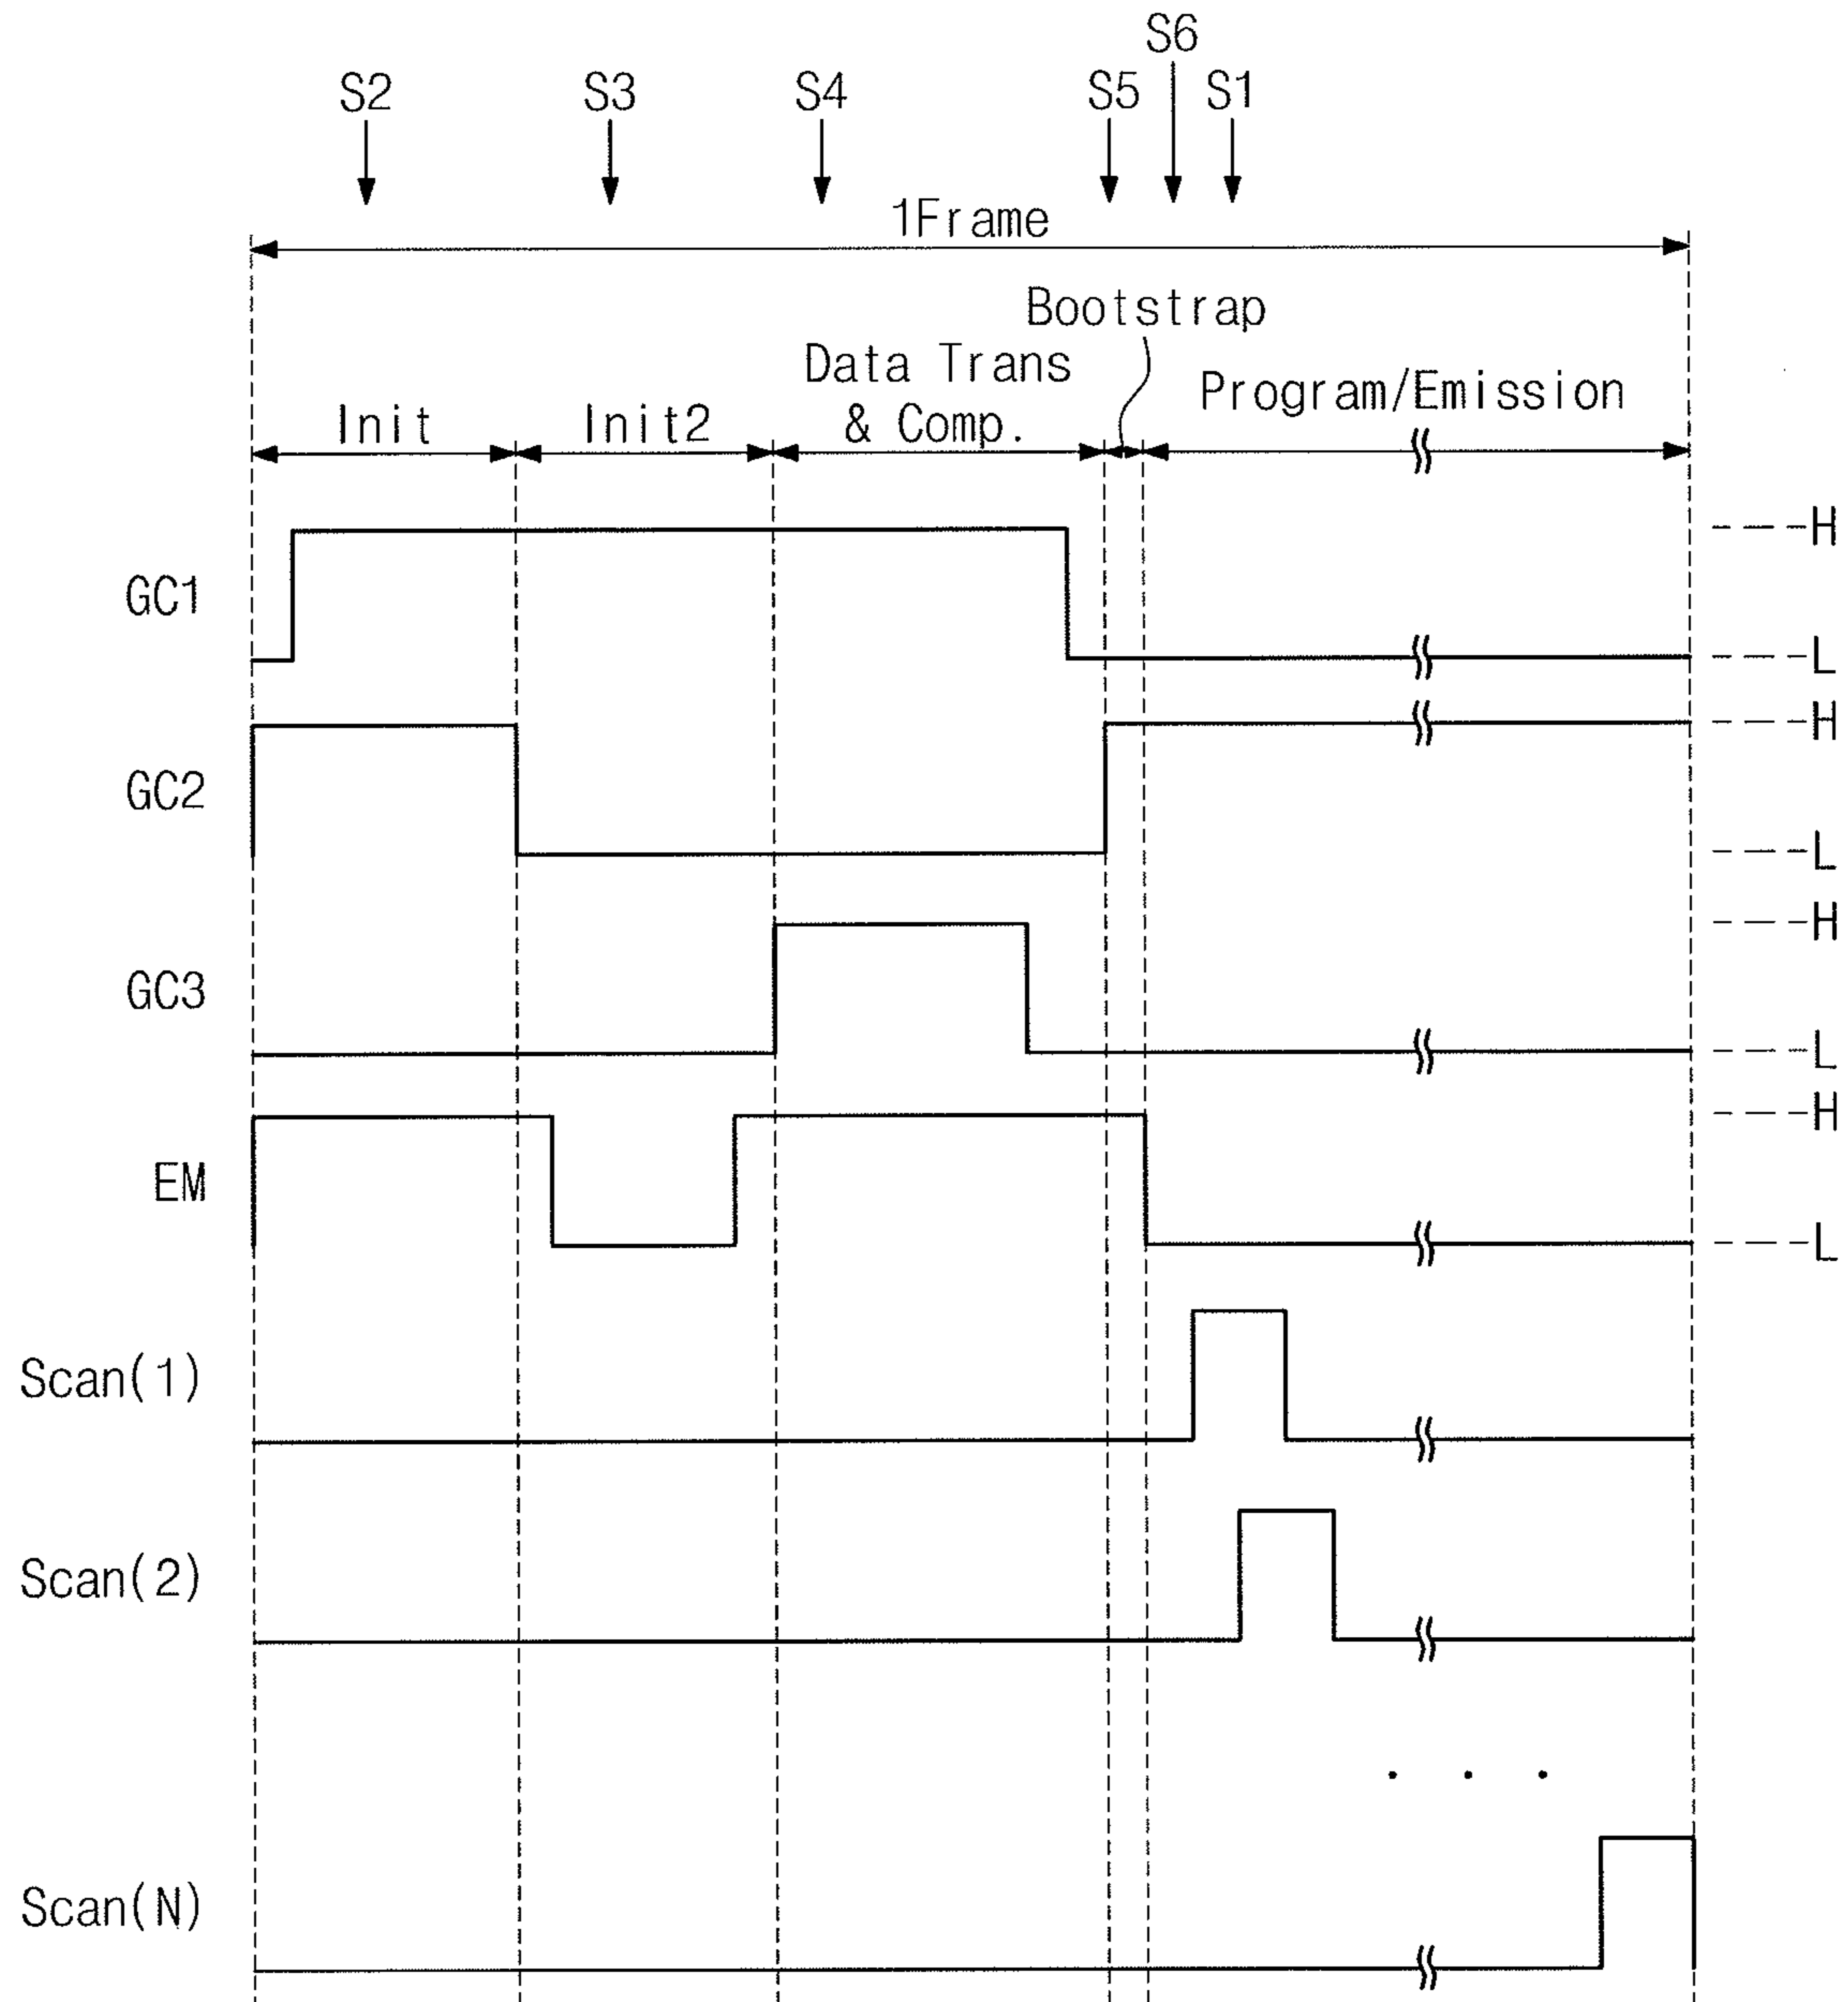 S6
S2 S3 S4 S5 S1
1Frame
Bootstrap
Data Trans
& Comp.
Program/Emission
Init Init2
H
GC1
L
H
GC2
L
H
GC3
L
H
EM
L
Scan(1)
Scan(2)
. . .
Scan(N)